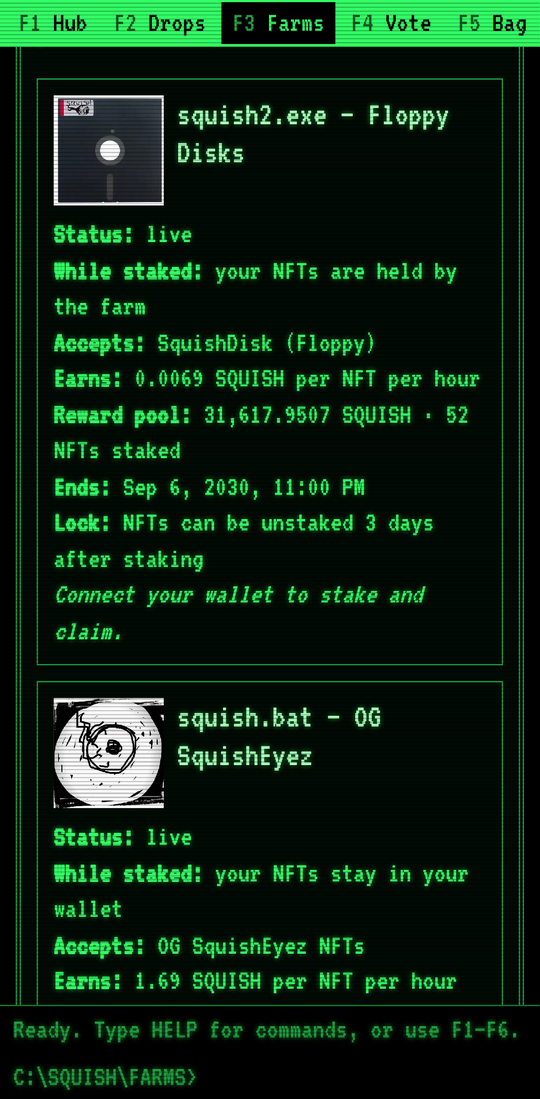 F1 Hub F2 Drops F3 Farms F4 Vote F5 Bag
squish2.exe - Floppy
Disks
Status: live
While staked: your NFTs are held by
the farm
Accepts: SquishDisk (Floppy)
Earns: 0.0069 SQUISH per NFT per hour
Reward pool: 31,617.9507 SQUISH · 52
NFTs staked
Ends: Sep 6, 2030, 11:00 PM
Lock: NFTs can be unstaked 3 days
after staking
Connect your wallet to stake and
claim.
squish.bat - OG
SquishEyez
Status: live
While staked: your NFTs stay in your
wallet
Accepts: OG SquishEyez NFTs
Earns: 1.69 SQUISH per NFT per hour
Ready. Type HELP for commands, or use F1-F6.
C:\SQUISH\FARMS>